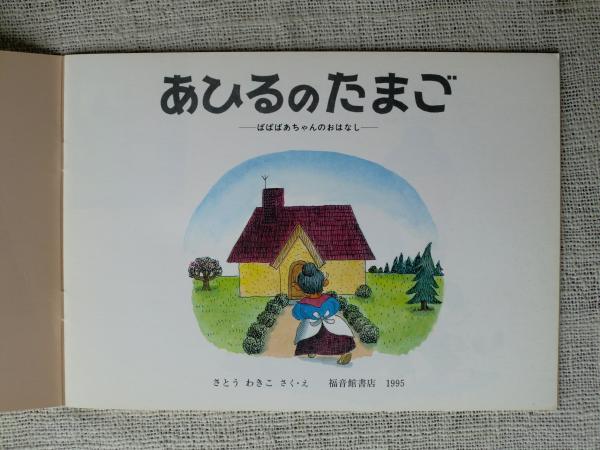 あひるのたまご
―ばばばあちゃんのおはなし―
さとう わきこ さく・え 福音館書店 1995